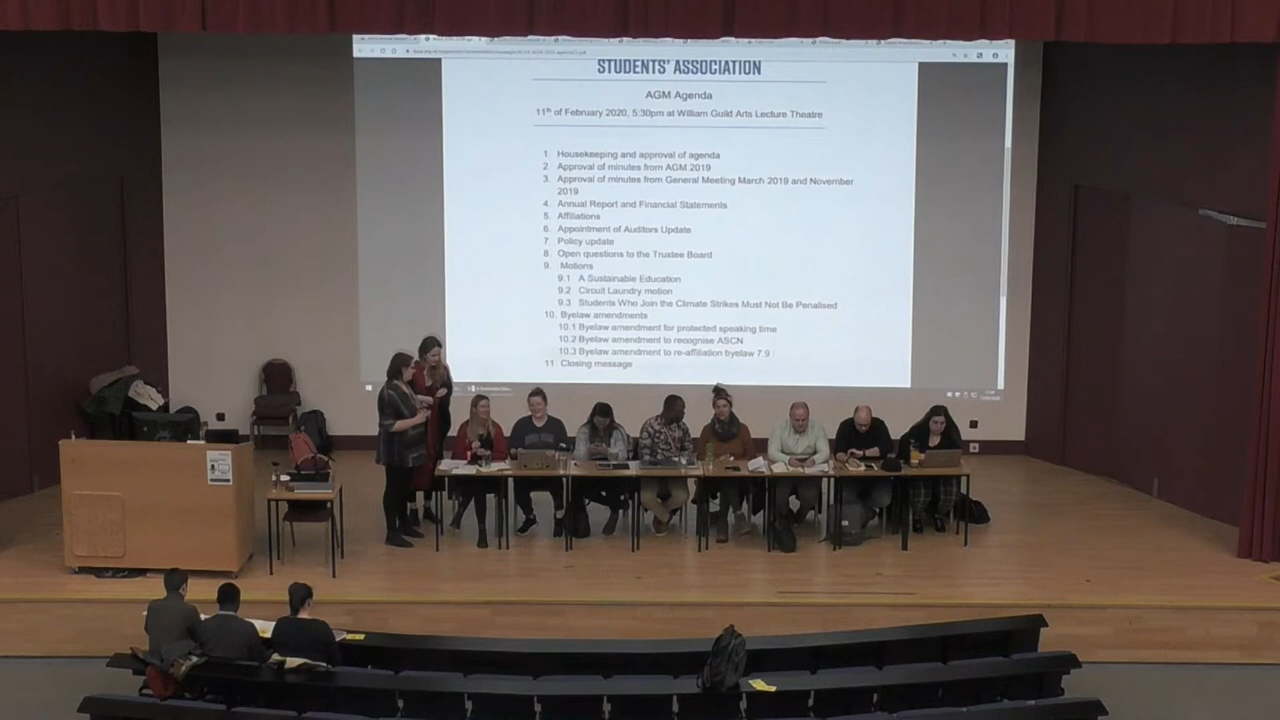 STUDENTS' ASSOCIATION
AGM Agenda
11th of February 2020, 5:30pm at William Guild Arts Lecture Theatre
1. Housekeeping and approval of agenda
2. Approval of minutes from AGM 2019
3. Approval of minutes from General Meeting March 2019 and November
2019
4. Annual Report and Financial Statements
5. Affiliations
6. Appointment of Auditors Update
7. Policy update
8. Open questions to the Trustee Board
9. Motions
9.1 A Sustainable Education
9.2 Circuit Laundry motion
9.3 Students Who Join the Climate Strikes Must Not Be Penalised
10. Byelaw amendments
10.1 Byelaw amendment for protected speaking time
10.2 Byelaw amendment to recognise ASCN
10.3 Byelaw amendment to re-affiliation byelaw 7.9
11. Closing message